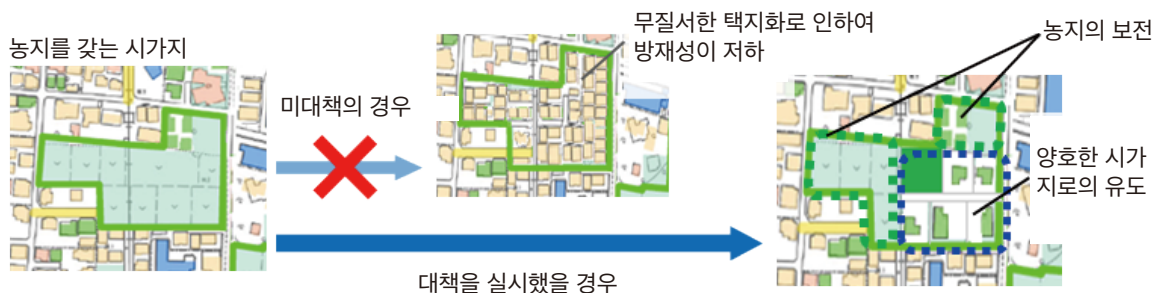 농지를 갖는 시가지
미대책의 경우
무질서한 택지화로 인하여
방재성이 저하
농지의 보전
양호한 시가
지로의 유도
대책을 실시했을 경우